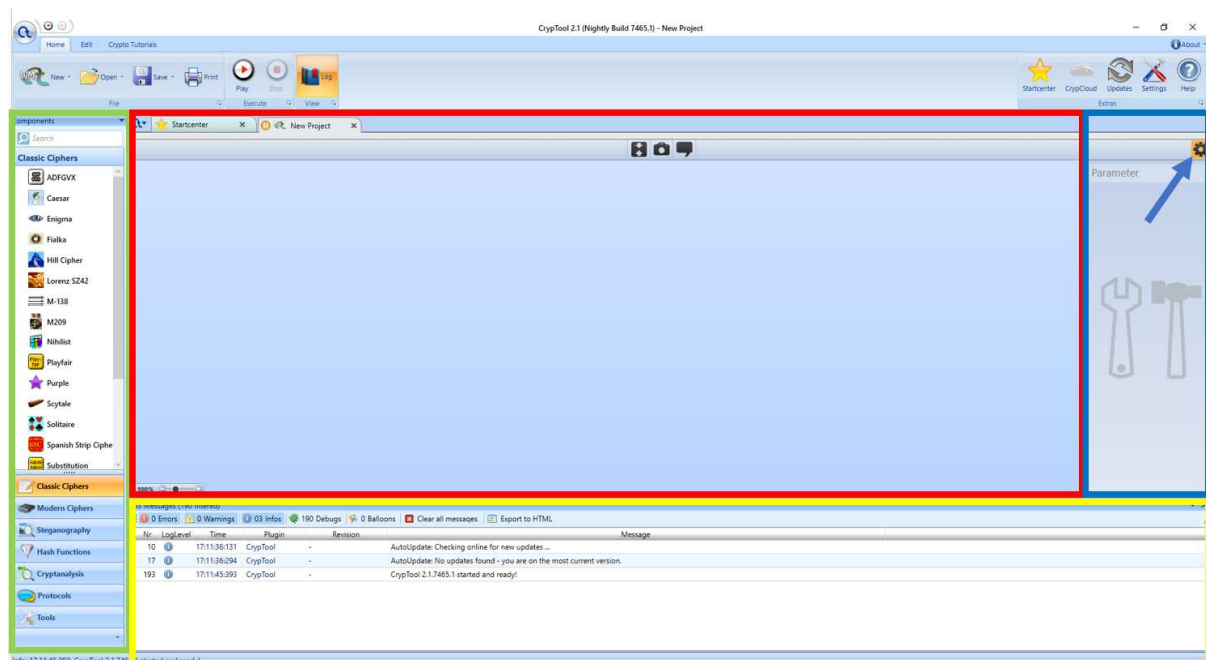 CrypTool 2.1 (Nightly Build 7465.1) - New Project
Home Edit Crypto Tutorials
About
New Open Save Print Play Stop Log
Startcenter CrypCloud Updates Settings Help
File Execute View
Extras
Components
Startcenter New Project
Search
Classic Ciphers
Parameter
ADFGVX
Caesar
Enigma
Fialka
Hill Cipher
Lorenz SZ42
M-138
M209
Nihilist
Playfair
Purple
Scytale
Solitaire
Spanish Strip Ciphe
Substitution
Classic Ciphers
Modern Ciphers
Steganography
Hash Functions
Cryptanalysis
Protocols
Tools
100%
Messages (190 filtered)
0 Errors 0 Warnings 03 Infos 190 Debugs 0 Balloons Clear all messages Export to HTML
Nr LogLevel Time Plugin Revision Message
10 17:11:36:131 CrypTool - AutoUpdate: Checking online for new updates ...
17 17:11:36:294 CrypTool - AutoUpdate: No updates found - you are on the most current version.
193 17:11:45:393 CrypTool - CrypTool 2.1.7465.1 started and ready!